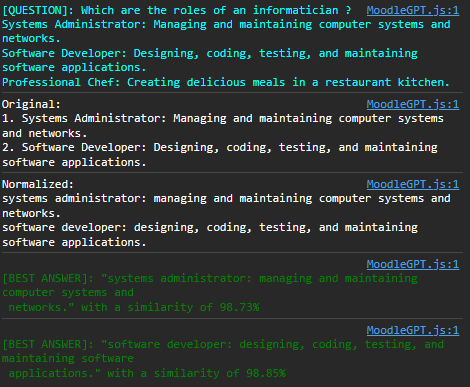 [QUESTION]: Which are the roles of an informatician ? MoodleGPT.js:1
Systems Administrator: Managing and maintaining computer systems and
networks.
Software Developer: Designing, coding, testing, and maintaining
software applications.
Professional Chef: Creating delicious meals in a restaurant kitchen.
Original: MoodleGPT.js:1
1. Systems Administrator: Managing and maintaining computer systems
and networks.
2. Software Developer: Designing, coding, testing, and maintaining
software applications.
Normalized: MoodleGPT.js:1
systems administrator: managing and maintaining computer systems and
networks.
software developer: designing, coding, testing, and maintaining
software applications.
MoodleGPT.js:1
[BEST ANSWER]: "systems administrator: managing and maintaining
computer systems and
networks." with a similarity of 98.73%
MoodleGPT.js:1
[BEST ANSWER]: "software developer: designing, coding, testing, and
maintaining software
applications." with a similarity of 98.85%